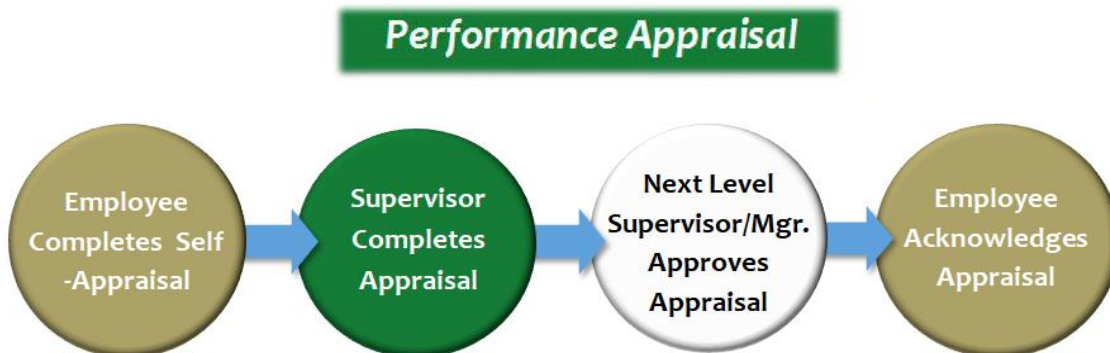 Performance Appraisal
Employee
Completes Self
-Appraisal
Supervisor
Completes
Appraisal
Next Level
Supervisor/Mgr.
Approves
Appraisal
Employee
Acknowledges
Appraisal